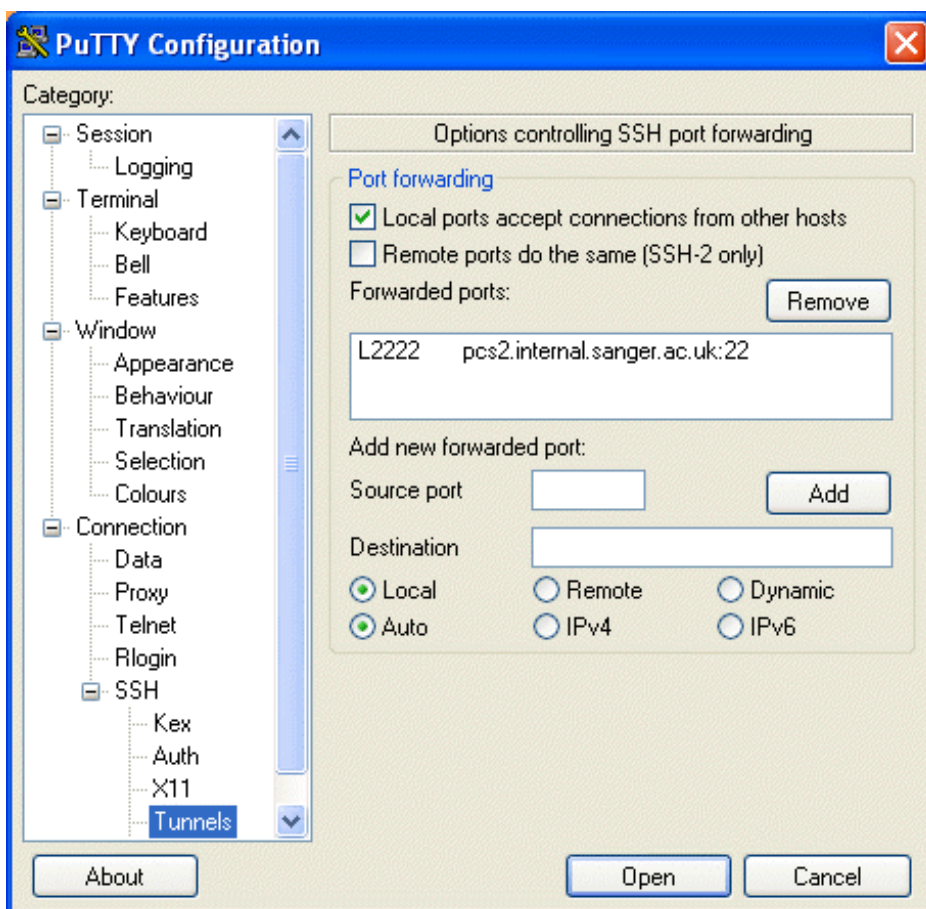 PuTTY Configuration
Category:
Session
Logging
Terminal
Keyboard
Bell
Features
Window
Appearance
Behaviour
Translation
Selection
Colours
Connection
Data
Proxy
Telnet
Rlogin
SSH
Kex
Auth
X11
Tunnels
Options controlling SSH port forwarding
Port forwarding
Local ports accept connections from other hosts
Remote ports do the same (SSH-2 only)
Forwarded ports:
Remove
L2222 pcs2.internal.sanger.ac.uk:22
Add new forwarded port:
Source port
Add
Destination
Local Remote Dynamic
Auto IPv4 IPv6
About Open Cancel